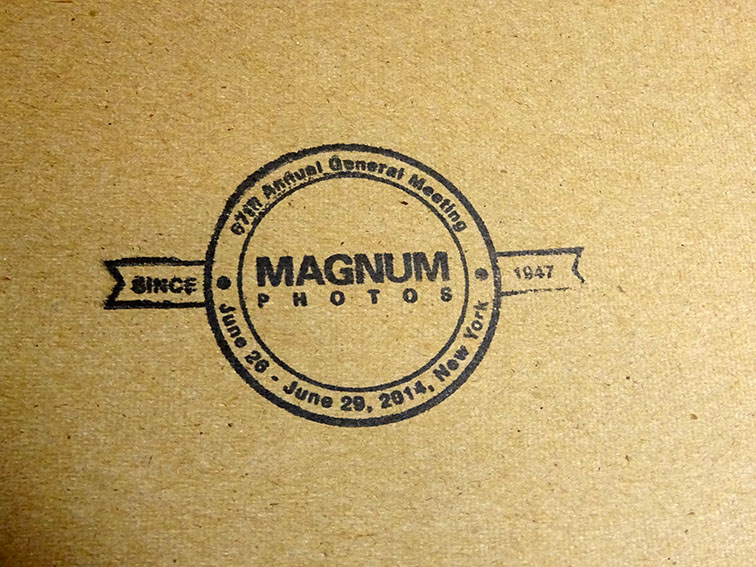 67th Annual General Meeting
SINCE
MAGNUM
PHOTOS
1947
June 26 - June 29, 2014, New York